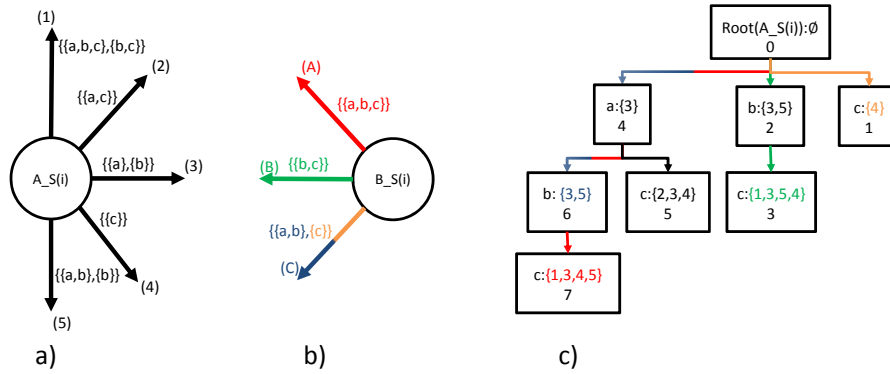 (1)
{{a,b,c},{b,c}}
(2)
{{a,c}}
A_S(i)
{{a},{b}}
(3)
{{c}}
{{a,b},{b}}
(4)
(5)
a)
(A)
{{a,b,c}}
(B)
{{b,c}}
B_S(i)
{{a,b},{c}}
(C)
b)
Root(A_S(i)):∅
0
a:{3}
4
b:{3,5}
2
c:{4}
1
b: {3,5}
6
c:{2,3,4}
5
c:{1,3,5,4}
3
c:{1,3,4,5}
7
c)